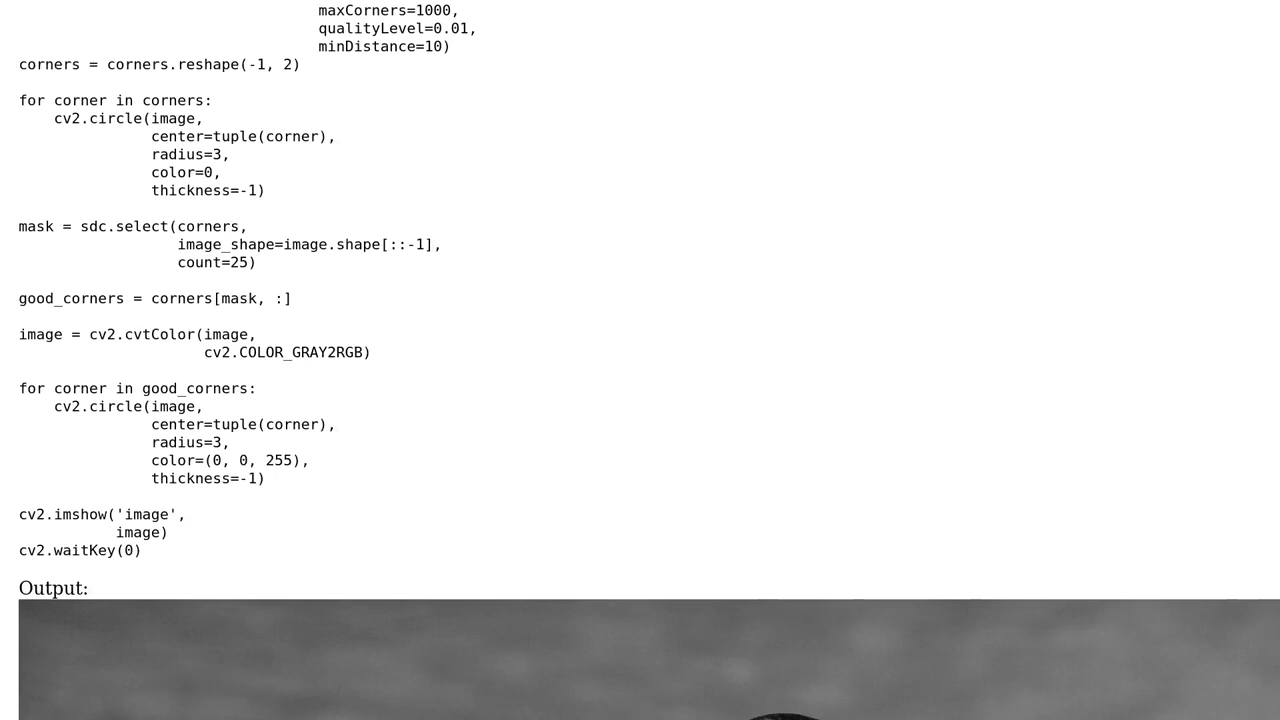 maxCorners=1000,
qualityLevel=0.01,
minDistance=10)
corners = corners.reshape(-1, 2)
for corner in corners:
cv2.circle(image,
center=tuple(corner),
radius=3,
color=0,
thickness=-1)
mask = sdc.select(corners,
image_shape=image.shape[::-1],
count=25)
good_corners = corners[mask, :]
image = cv2.cvtColor(image,
cv2.COLOR_GRAY2RGB)
for corner in good_corners:
cv2.circle(image,
center=tuple(corner),
radius=3,
color=(0, 0, 255),
thickness=-1)
cv2.imshow('image',
image)
cv2.waitKey(0)
Output: